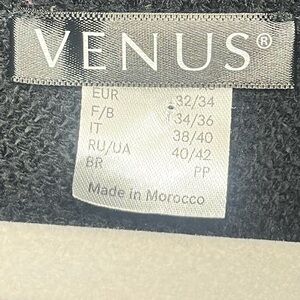 VENUS®
EUR 32/34
F/B 34/36
IT 38/40
RU/UA 40/42
BR PP
Made in Morocco